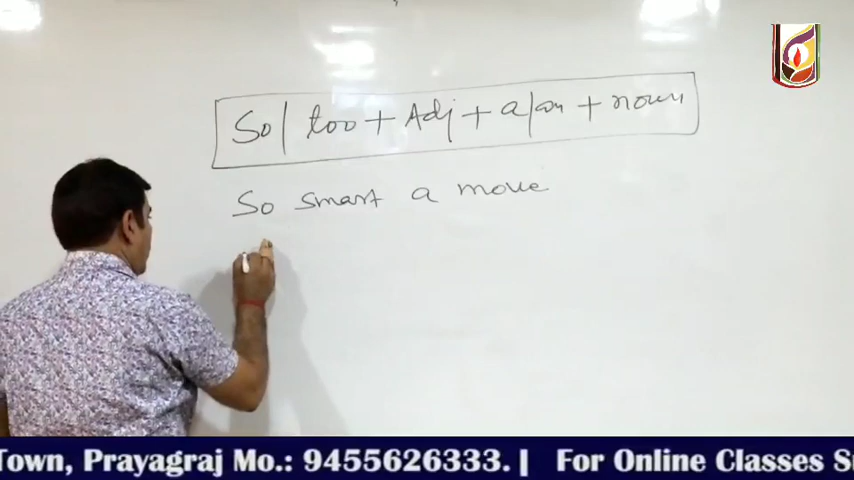 So | too + Adj + a/an + noun
So smart a move
Town, Prayagraj Mo.: 9455626333. | For Online Classes S